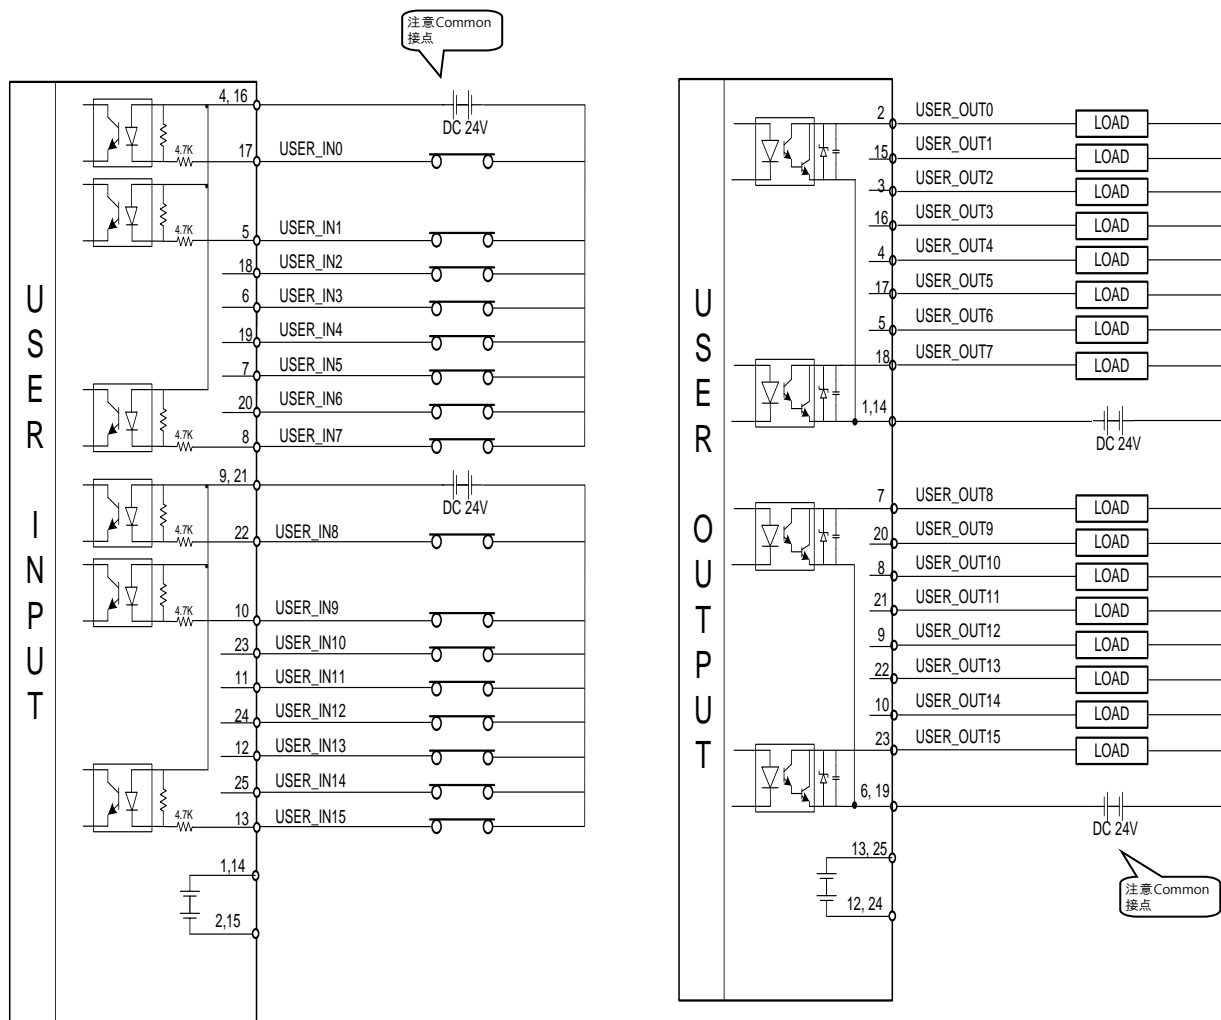 注意Common
接点
4, 16
DC 24V
4.7K
17
USER_IN0
4.7K
5
USER_IN1
18
USER_IN2
6
USER_IN3
19
USER_IN4
7
USER_IN5
20
USER_IN6
4.7K
8
USER_IN7
9, 21
DC 24V
4.7K
22
USER_IN8
4.7K
10
USER_IN9
23
USER_IN10
11
USER_IN11
24
USER_IN12
12
USER_IN13
25
USER_IN14
4.7K
13
USER_IN15
1,14
2,15
USER INPUT
2
USER_OUT0
LOAD
15
USER_OUT1
LOAD
3
USER_OUT2
LOAD
16
USER_OUT3
LOAD
4
USER_OUT4
LOAD
17
USER_OUT5
LOAD
5
USER_OUT6
LOAD
18
USER_OUT7
LOAD
1,14
DC 24V
7
USER_OUT8
LOAD
20
USER_OUT9
LOAD
8
USER_OUT10
LOAD
21
USER_OUT11
LOAD
9
USER_OUT12
LOAD
22
USER_OUT13
LOAD
10
USER_OUT14
LOAD
23
USER_OUT15
LOAD
6, 19
DC 24V
13, 25
12, 24
注意Common
接点
USER OUTPUT